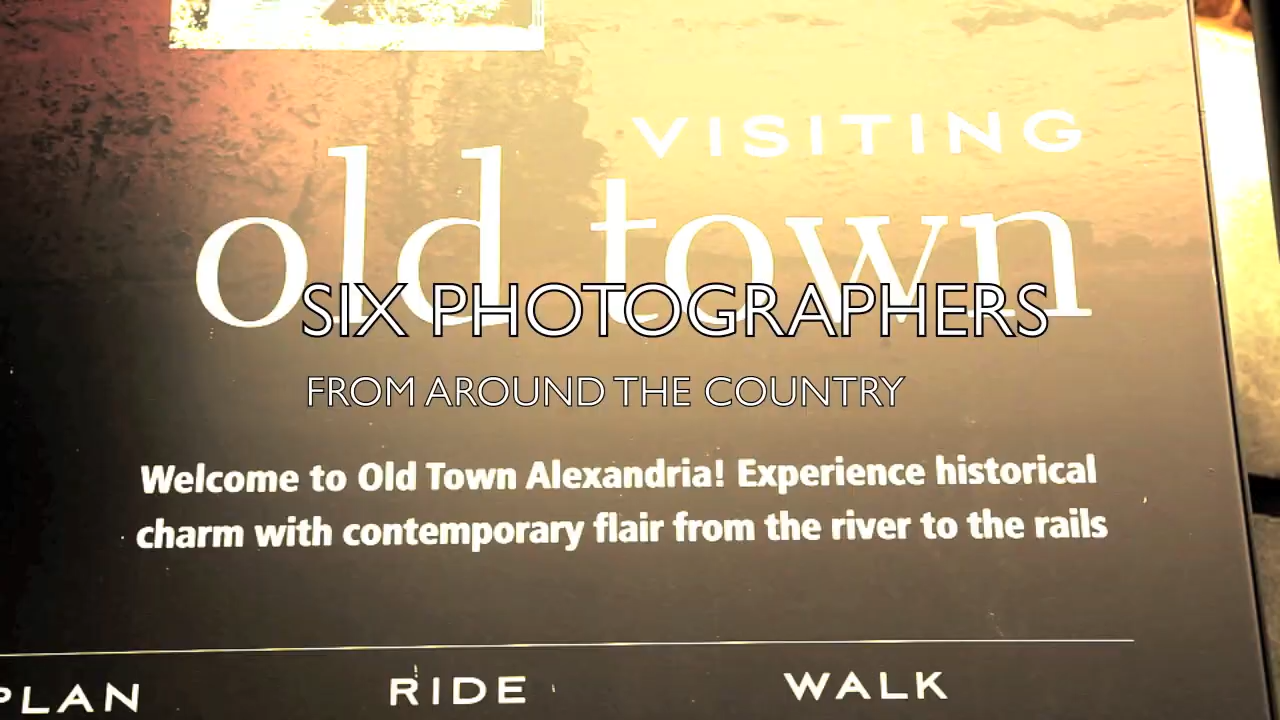 VISITING
old town
SIX PHOTOGRAPHERS
FROM AROUND THE COUNTRY
Welcome to Old Town Alexandria! Experience historical
charm with contemporary flair from the river to the rails
PLAN RIDE WALK